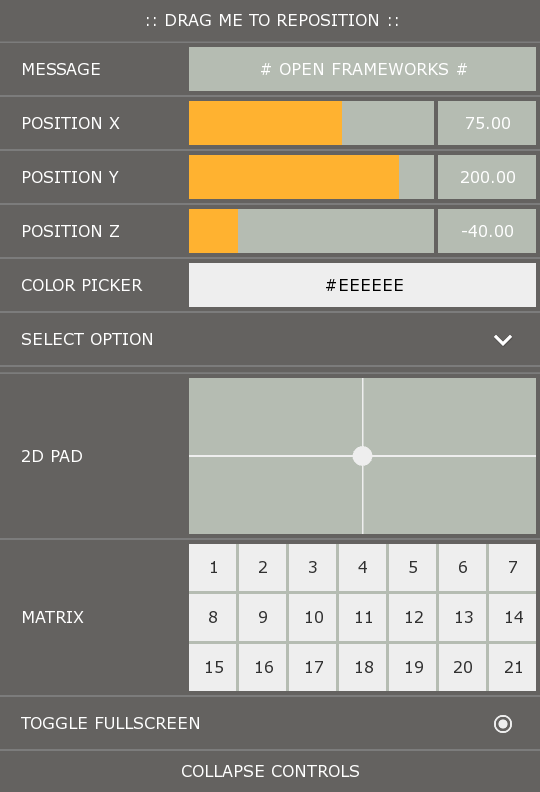 :: DRAG ME TO REPOSITION ::
MESSAGE # OPEN FRAMEWORKS #
POSITION X 75.00
POSITION Y 200.00
POSITION Z -40.00
COLOR PICKER #EEEEEE
SELECT OPTION
2D PAD
1 2 3 4 5 6 7
MATRIX 8 9 10 11 12 13 14
15 16 17 18 19 20 21
TOGGLE FULLSCREEN
COLLAPSE CONTROLS